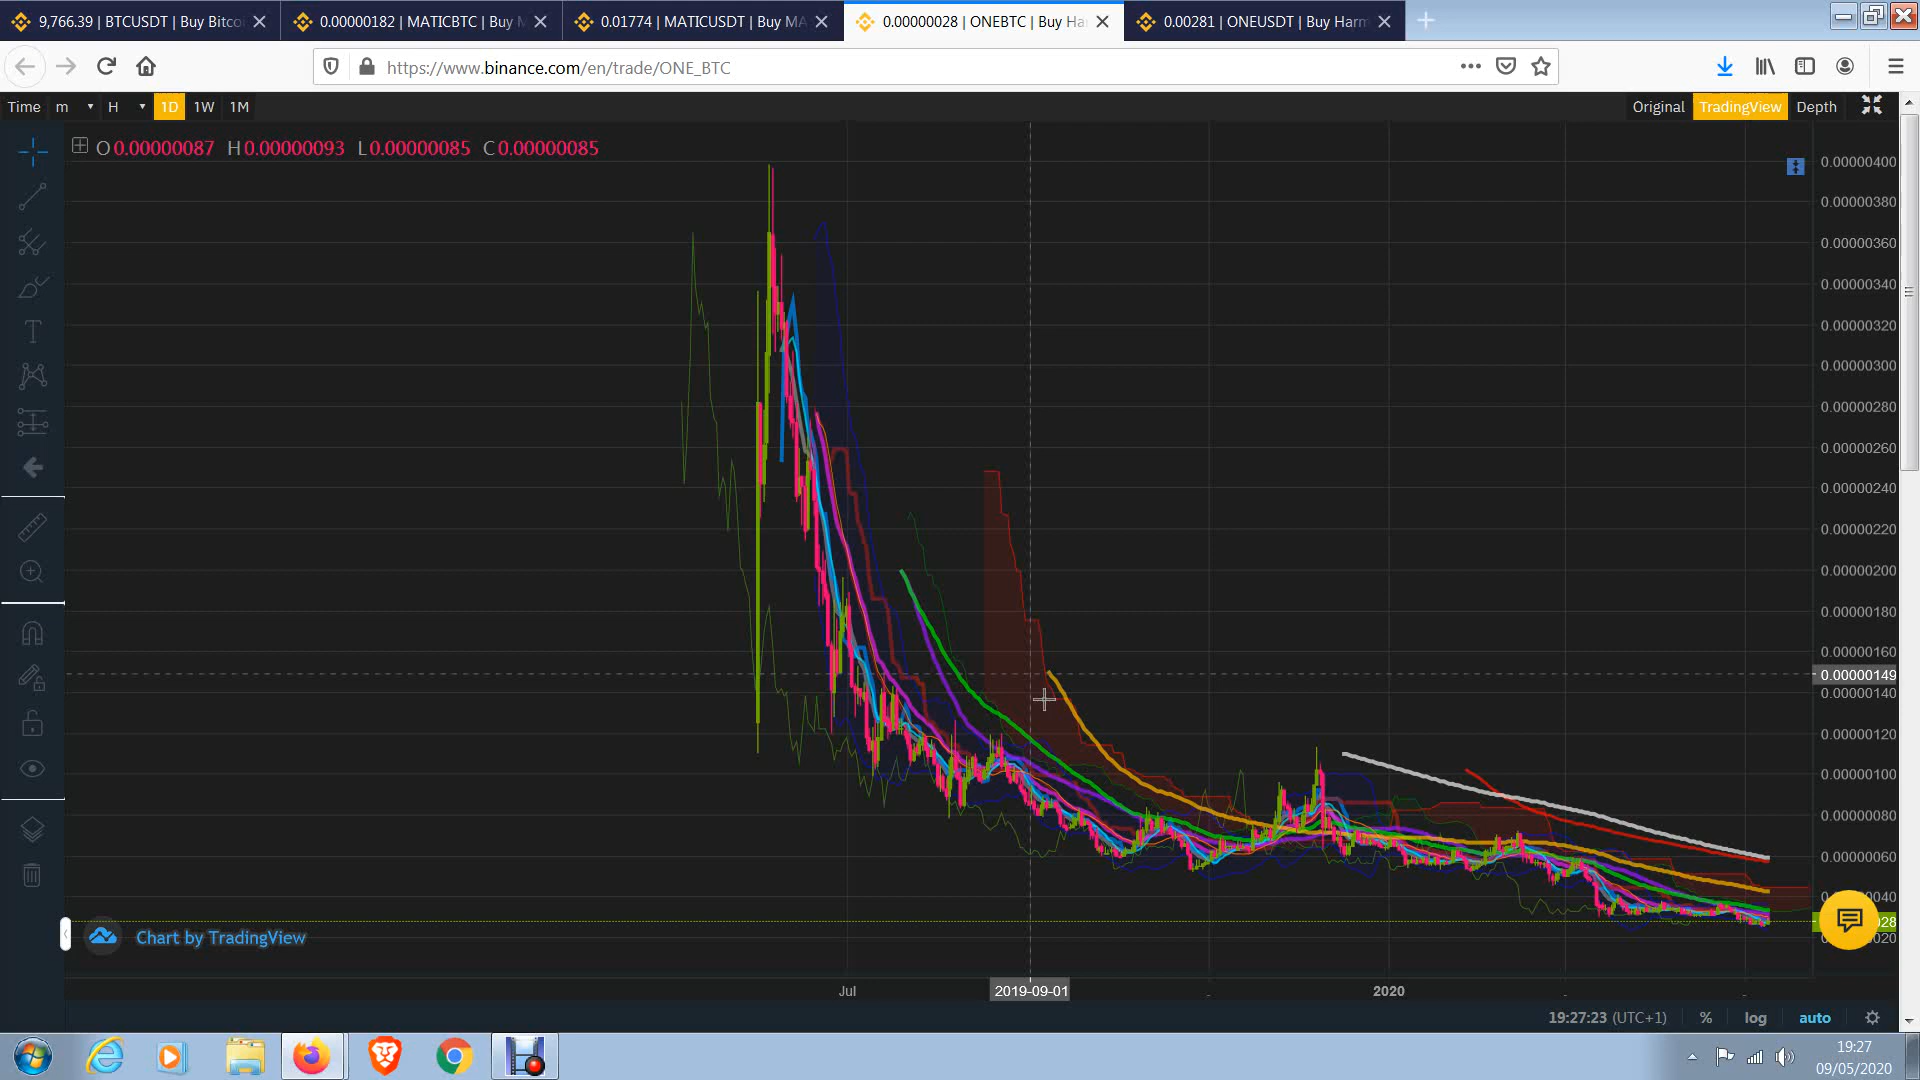 9,766.39 | BTCUSDT | Buy Bitco
0.00000182 | MATICBTC | Buy M
0.01774 | MATICUSDT | Buy MA
0.00000028 | ONEBTC | Buy Ha
0.00281 | ONEUSDT | Buy Harm
https://www.binance.com/en/trade/ONE_BTC
Time m H 1D 1W 1M
Original TradingView Depth
O 0.00000087 H 0.00000093 L 0.00000085 C 0.00000085
0.00000400
0.00000380
0.00000360
0.00000340
0.00000320
0.00000300
0.00000280
0.00000260
0.00000240
0.00000220
0.00000200
0.00000180
0.00000160
0.00000149
0.00000140
0.00000120
0.00000100
0.00000080
0.00000060
Chart by TradingView
Jul 2019-09-01 2020
19:27:23 (UTC+1) % log auto
19:27
09/05/2020